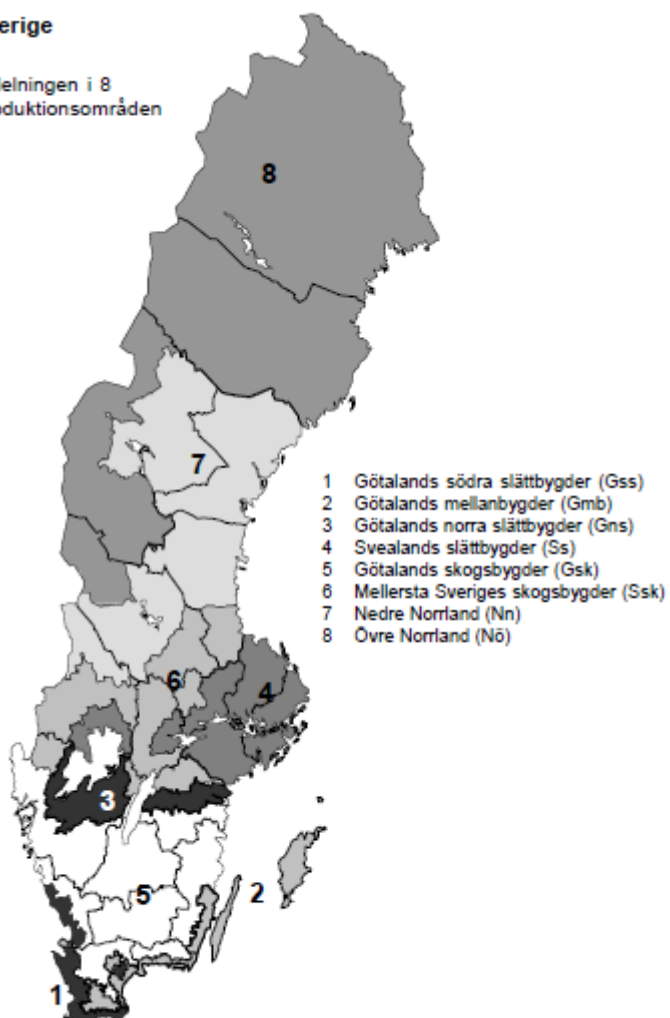 erige
elningen i 8
oduktionsområden
8
7
1 Götalands södra slättbygder (Gss)
2 Götalands mellanbygder (Gmb)
3 Götalands norra slättbygder (Gns)
4 Svealands slättbygder (Ss)
5 Götalands skogsbygder (Gsk)
6 Mellersta Sveriges skogsbygder (Ssk)
7 Nedre Norrland (Nn)
8 Övre Norrland (Nö)
6
4
3
5
2
1